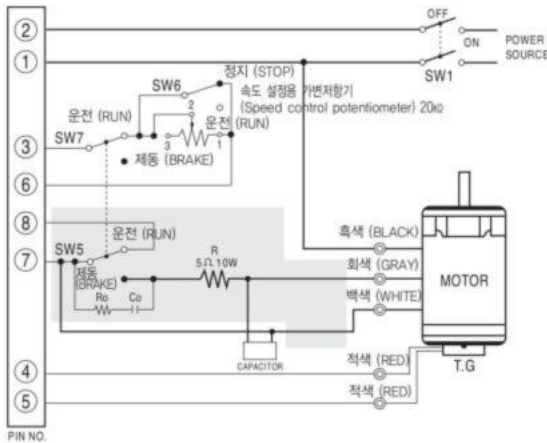 OFF
②
ON
POWER
SOURCE
①
SW1
정지 (STOP)
SW6
속도 설정용 가변저항기
(Speed control potentiometer) 20㏀
2
운전 (RUN)
운전 (RUN)
SW7
3
1
③
제동 (BRAKE)
⑥
⑧
운전 (RUN)
흑색 (BLACK)
SW5
R
⑦
5Ω 10W
회색 (GRAY)
제동
(BRAKE)
MOTOR
백색 (WHITE)
Ro
Co
CAPACITOR
④
적색 (RED)
T.G
⑤
적색 (RED)
PIN NO.